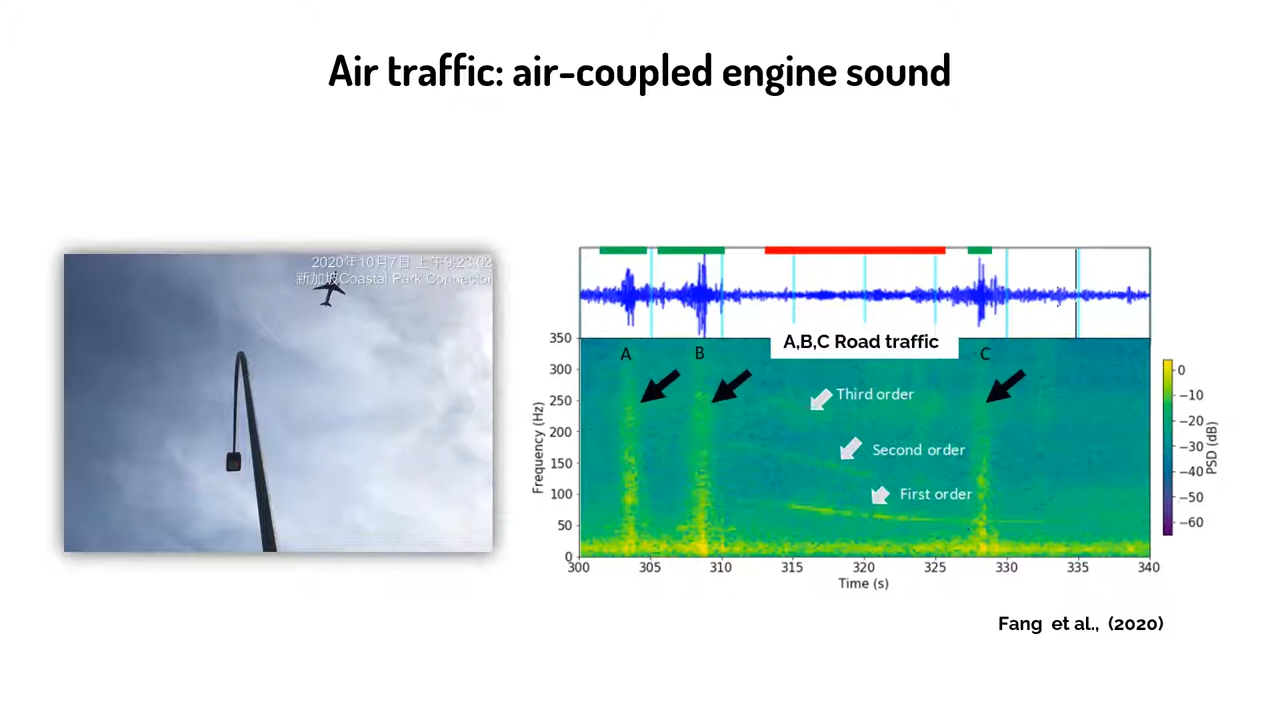 Air traffic: air-coupled engine sound
2020年10月7日 上午9:23:02
新加坡Coastal Park Connector
A,B,C Road traffic
A
B
C
Third order
Second order
First order
350
300
250
200
150
100
50
0
Frequency (Hz)
300
305
310
315
320
325
330
335
340
Time (s)
0
−10
−20
−30
−40
−50
−60
PSD (dB)
Fang et al., (2020)